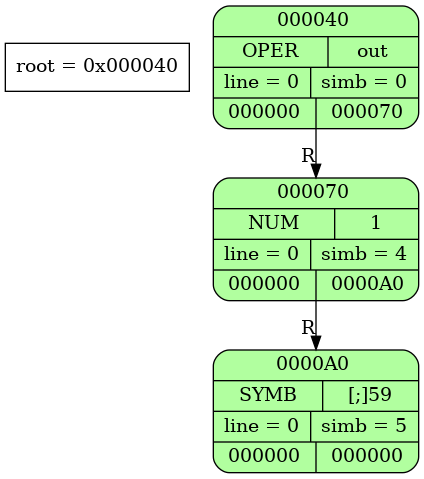 root = 0x000040
000040
OPER out
line = 0 simb = 0
000000 000070
R
000070
NUM 1
line = 0 simb = 4
000000 0000A0
R
0000A0
SYMB [;]59
line = 0 simb = 5
000000 000000